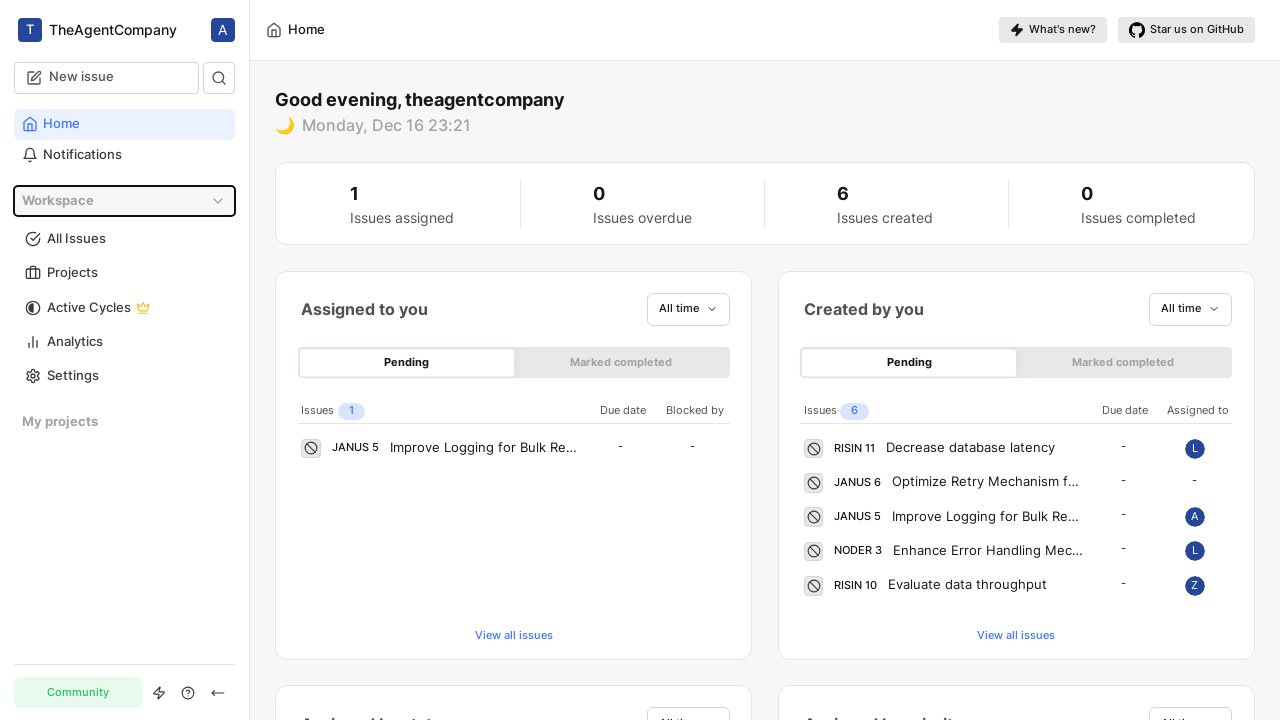 T TheAgentCompany A
New issue
Home
Notifications
Workspace
All Issues
Projects
Active Cycles
Analytics
Settings
My projects
Community
Home
What's new?
Star us on GitHub
Good evening, theagentcompany
🌙 Monday, Dec 16 23:21
1
Issues assigned
0
Issues overdue
6
Issues created
0
Issues completed
Assigned to you
All time
Pending
Marked completed
Issues 1 Due date Blocked by
JANUS 5 Improve Logging for Bulk Re... - -
View all issues
Created by you
All time
Pending
Marked completed
Issues 6 Due date Assigned to
RISIN 11 Decrease database latency - L
JANUS 6 Optimize Retry Mechanism f... - -
JANUS 5 Improve Logging for Bulk Re... - A
NODER 3 Enhance Error Handling Mec... - L
RISIN 10 Evaluate data throughput - Z
View all issues